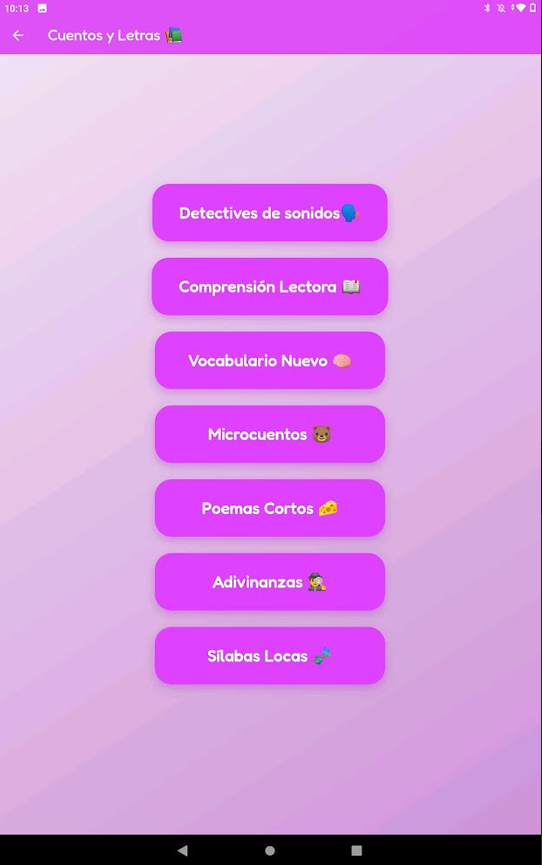 10:13
Cuentos y Letras 📚
Detectives de sonidos🗣️
Comprensión Lectora 📖
Vocabulario Nuevo 🧠
Microcuentos 🐻
Poemas Cortos 🧀
Adivinanzas 🕵️
Sílabas Locas 🧬